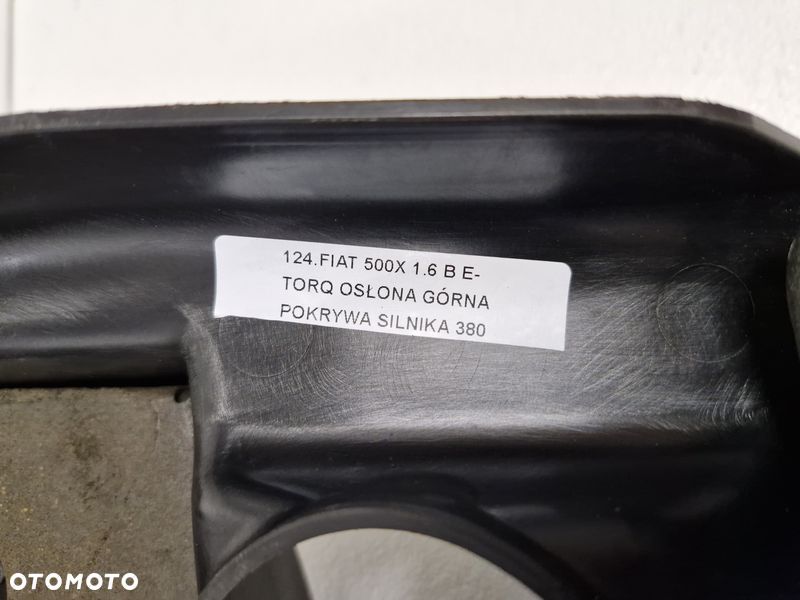 124.FIAT 500X 1.6 B E-
TORQ OSŁONA GÓRNA
POKRYWA SILNIKA 380
OTOMOTO